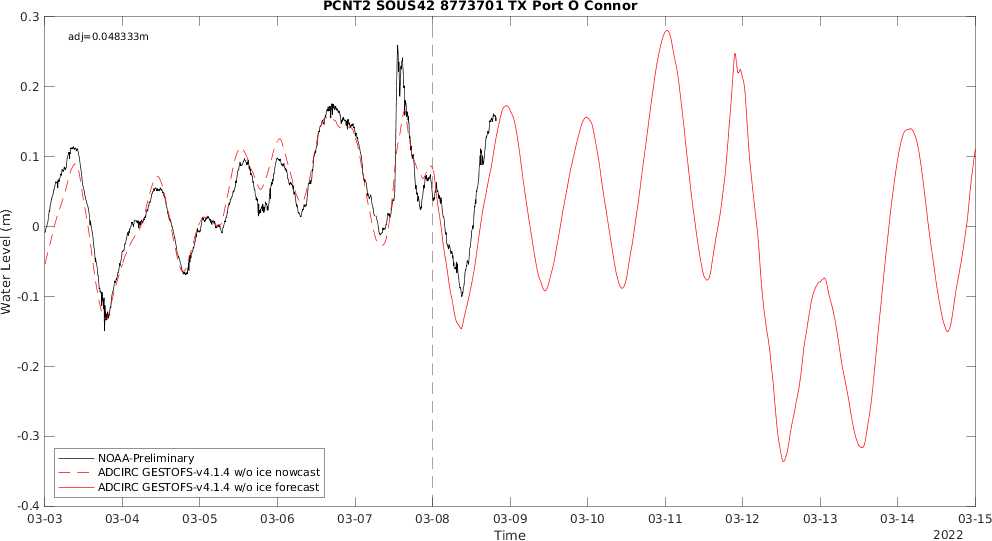 PCNT2 SOUS42 8773701 TX Port O Connor
adj=0.048333m
0.3
0.2
0.1
0
-0.1
-0.2
-0.3
-0.4
Water Level (m)
NOAA-Preliminary
ADCIRC GESTOFS-v4.1.4 w/o ice nowcast
ADCIRC GESTOFS-v4.1.4 w/o ice forecast
03-03 03-04 03-05 03-06 03-07 03-08 03-09 03-10 03-11 03-12 03-13 03-14 03-15
Time
2022